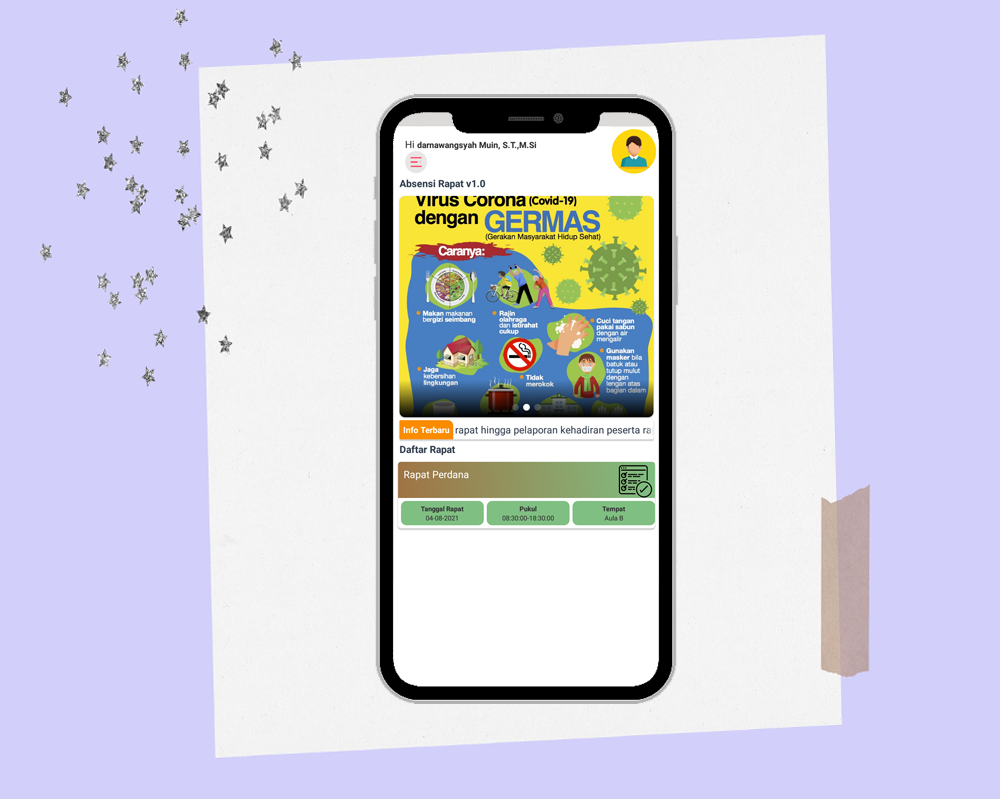 Hi darnawangsyah Muin, S.T.,M.Si
Absensi Rapat v1.0
Virus Corona (Covid-19)
dengan GERMAS
(Gerakan Masyarakat Hidup Sehat)
Caranya:
Makan makanan
bergizi seimbang
Rajin
olahraga
dan istirahat
cukup
Cuci tangan
pakai sabun
dengan air
mengalir
Jaga
kebersihan
lingkungan
Tidak
merokok
Gunakan
masker bila
batuk atau
tutup mulut
dengan
lengan atas
bagian dalam
Info Terbaru rapat hingga pelaporan kehadiran peserta ra
Daftar Rapat
Rapat Perdana
Tanggal Rapat
04-08-2021
Pukul
08:30:00-18:30:00
Tempat
Aula B